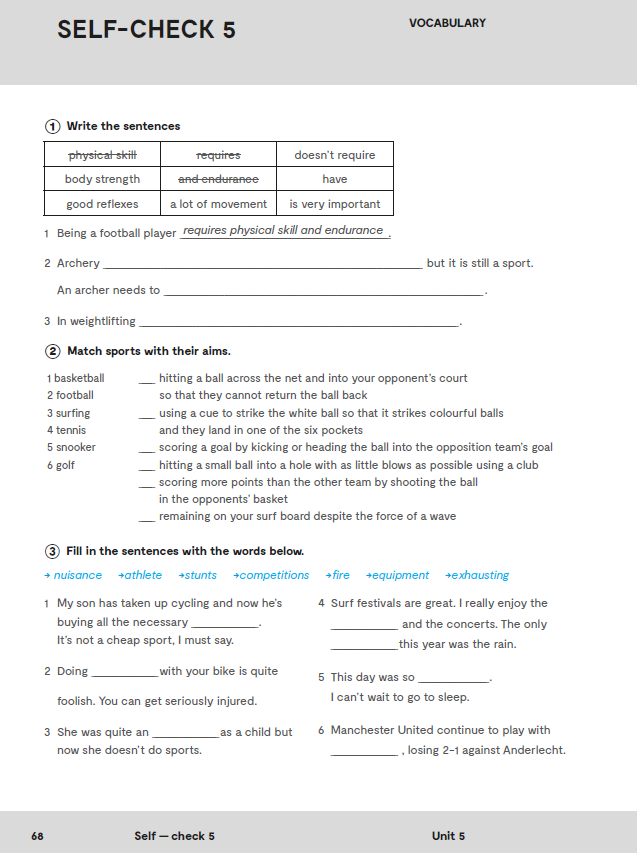 SELF-CHECK 5
VOCABULARY
1 Write the sentences
physical skill requires doesn't require
body strength and endurance have
good reflexes a lot of movement is very important
1 Being a football player requires physical skill and endurance .
2 Archery ____ but it is still a sport.
An archer needs to ____.
3 In weightlifting ____.
2 Match sports with their aims.
1 basketball
2 football
3 surfing
4 tennis
5 snooker
6 golf
___ hitting a ball across the net and into your opponent's court
so that they cannot return the ball back
___ using a cue to strike the white ball so that it strikes colourful balls
and they land in one of the six pockets
___ scoring a goal by kicking or heading the ball into the opposition team's goal
___ hitting a small ball into a hole with as little blows as possible using a club
___ scoring more points than the other team by shooting the ball
in the opponents' basket
___ remaining on your surf board despite the force of a wave
3 Fill in the sentences with the words below.
→ nuisance →athlete →stunts →competitions →fire →equipment →exhausting
1 My son has taken up cycling and now he's
buying all the necessary ____.
It's not a cheap sport, I must say.
2 Doing ____with your bike is quite
foolish. You can get seriously injured.
3 She was quite an ____as a child but
now she doesn't do sports.
4 Surf festivals are great. I really enjoy the
____ and the concerts. The only
____this year was the rain.
5 This day was so ____.
I can't wait to go to sleep.
6 Manchester United continue to play with
____ , losing 2-1 against Anderlecht.
68
Self — check 5
Unit 5